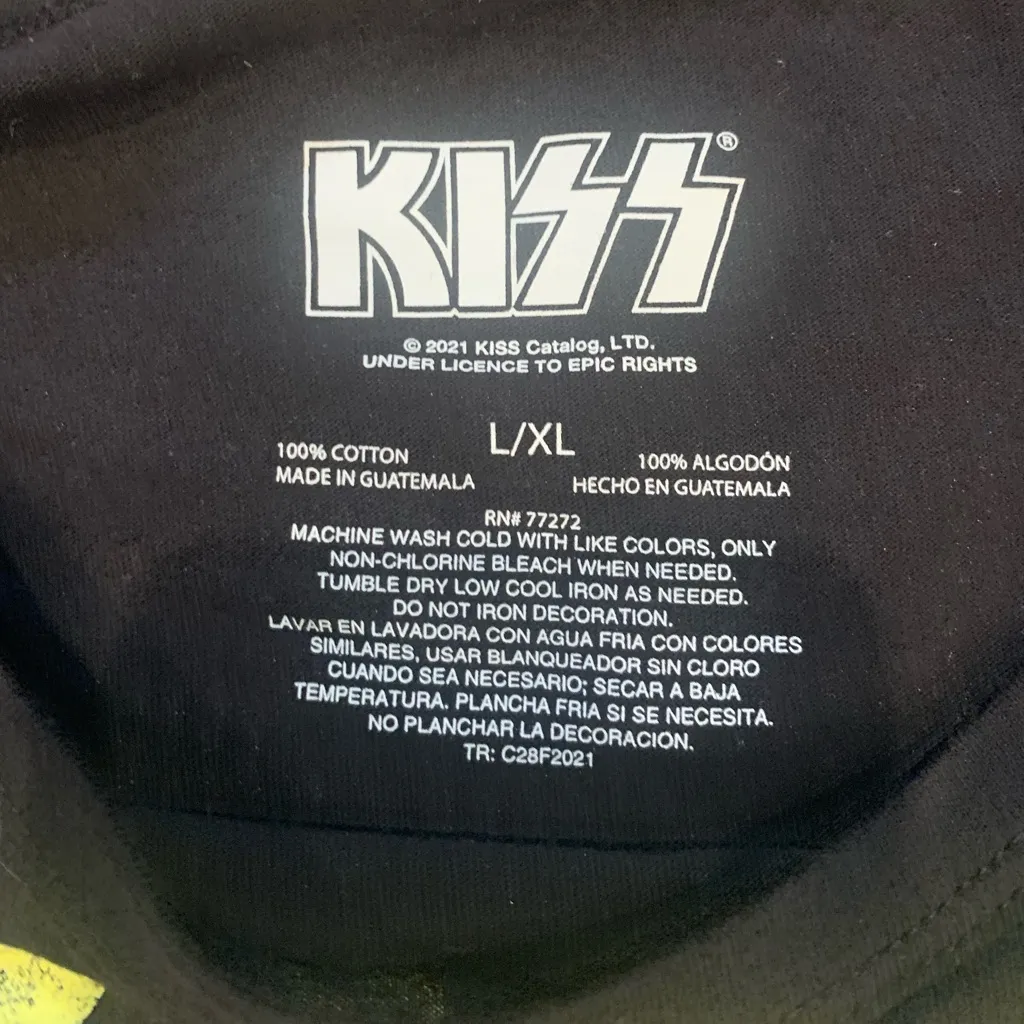 KISS®
© 2021 KISS Catalog, LTD.
UNDER LICENCE TO EPIC RIGHTS
L/XL
100% COTTON
MADE IN GUATEMALA
100% ALGODÓN
HECHO EN GUATEMALA
RN# 77272
MACHINE WASH COLD WITH LIKE COLORS, ONLY
NON-CHLORINE BLEACH WHEN NEEDED.
TUMBLE DRY LOW COOL IRON AS NEEDED.
DO NOT IRON DECORATION.
LAVAR EN LAVADORA CON AGUA FRIA CON COLORES
SIMILARES, USAR BLANQUEADOR SIN CLORO
CUANDO SEA NECESARIO; SECAR A BAJA
TEMPERATURA. PLANCHA FRIA SI SE NECESITA.
NO PLANCHAR LA DECORACION.
TR: C28F2021